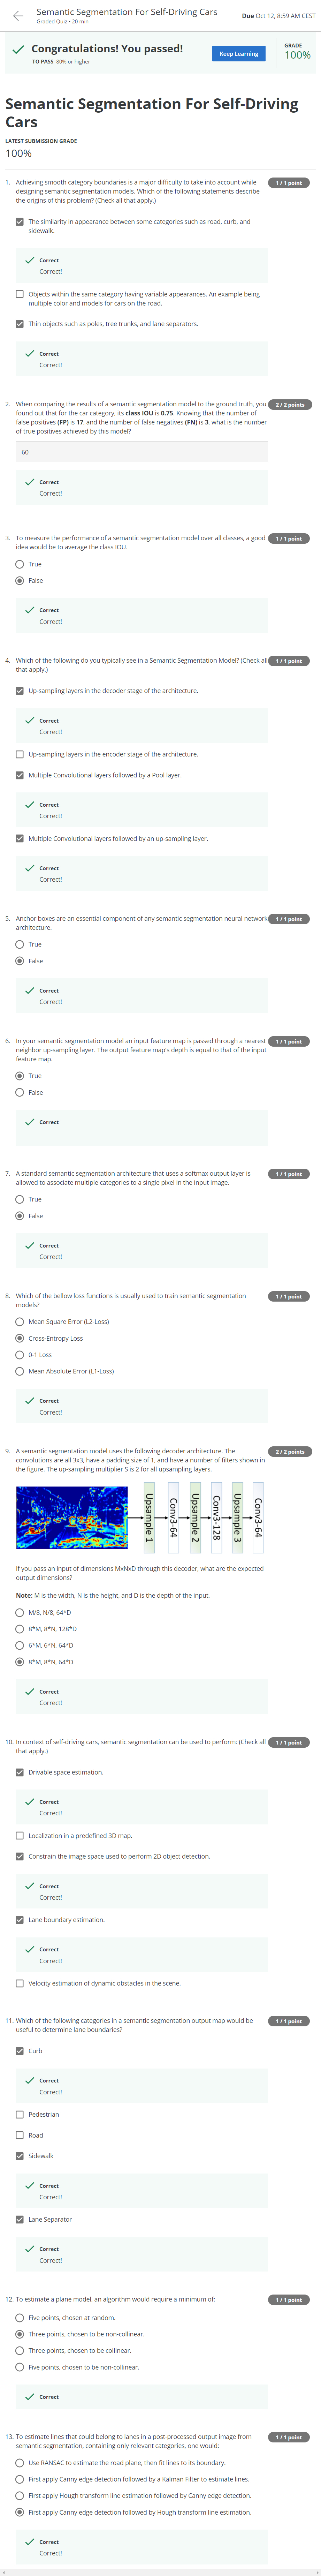 Semantic Segmentation For Self-Driving Cars
Graded Quiz • 20 min
Due Oct 12, 8:59 AM CEST
Congratulations! You passed!
TO PASS 80% or higher
Keep Learning
GRADE
100%
Semantic Segmentation For Self-Driving
Cars
LATEST SUBMISSION GRADE
100%
1. Achieving smooth category boundaries is a major difficulty to take into account while
designing semantic segmentation models. Which of the following statements describe
the origins of this problem? (Check all that apply.)
1 / 1 point
The similarity in appearance between some categories such as road, curb, and
sidewalk.
Correct
Correct!
Objects within the same category having variable appearances. An example being
multiple color and models for cars on the road.
Thin objects such as poles, tree trunks, and lane separators.
Correct
Correct!
2. When comparing the results of a semantic segmentation model to the ground truth, you
found out that for the car category, its class IOU is 0.75. Knowing that the number of
false positives (FP) is 17, and the number of false negatives (FN) is 3, what is the number
of true positives achieved by this model?
2 / 2 points
60
Correct
Correct!
3. To measure the performance of a semantic segmentation model over all classes, a good
idea would be to average the class IOU.
1 / 1 point
True
False
Correct
Correct!
4. Which of the following do you typically see in a Semantic Segmentation Model? (Check all
that apply.)
1 / 1 point
Up-sampling layers in the decoder stage of the architecture.
Correct
Correct!
Up-sampling layers in the encoder stage of the architecture.
Multiple Convolutional layers followed by a Pool layer.
Correct
Correct!
Multiple Convolutional layers followed by an up-sampling layer.
Correct
Correct!
5. Anchor boxes are an essential component of any semantic segmentation neural network
architecture.
1 / 1 point
True
False
Correct
Correct!
6. In your semantic segmentation model an input feature map is passed through a nearest
neighbor up-sampling layer. The output feature map's depth is equal to that of the input
feature map.
1 / 1 point
True
False
Correct
7. A standard semantic segmentation architecture that uses a softmax output layer is
allowed to associate multiple categories to a single pixel in the input image.
1 / 1 point
True
False
Correct
Correct!
8. Which of the bellow loss functions is usually used to train semantic segmentation
models?
1 / 1 point
Mean Square Error (L2-Loss)
Cross-Entropy Loss
0-1 Loss
Mean Absolute Error (L1-Loss)
Correct
Correct!
9. A semantic segmentation model uses the following decoder architecture. The
convolutions are all 3x3, have a padding size of 1, and have a number of filters shown in
the figure. The up-sampling multiplier S is 2 for all upsampling layers.
2 / 2 points
Upsample 1
Conv3-64
Upsample 2
Conv3-128
Upsample 3
Conv3-64
If you pass an input of dimensions MxNxD through this decoder, what are the expected
output dimensions?
Note: M is the width, N is the height, and D is the depth of the input.
M/8, N/8, 64*D
8*M, 8*N, 128*D
6*M, 6*N, 64*D
8*M, 8*N, 64*D
Correct
Correct!
10. In context of self-driving cars, semantic segmentation can be used to perform: (Check all
that apply.)
1 / 1 point
Drivable space estimation.
Correct
Correct!
Localization in a predefined 3D map.
Constrain the image space used to perform 2D object detection.
Correct
Correct!
Lane boundary estimation.
Correct
Correct!
Velocity estimation of dynamic obstacles in the scene.
11. Which of the following categories in a semantic segmentation output map would be
useful to determine lane boundaries?
1 / 1 point
Curb
Correct
Correct!
Pedestrian
Road
Sidewalk
Correct
Correct!
Lane Separator
Correct
Correct!
12. To estimate a plane model, an algorithm would require a minimum of:
1 / 1 point
Five points, chosen at random.
Three points, chosen to be non-collinear.
Three points, chosen to be collinear.
Five points, chosen to be non-collinear.
Correct
13. To estimate lines that could belong to lanes in a post-processed output image from
semantic segmentation, containing only relevant categories, one would:
1 / 1 point
Use RANSAC to estimate the road plane, then fit lines to its boundary.
First apply Canny edge detection followed by a Kalman Filter to estimate lines.
First apply Hough transform line estimation followed by Canny edge detection.
First apply Canny edge detection followed by Hough transform line estimation.
Correct
Correct!